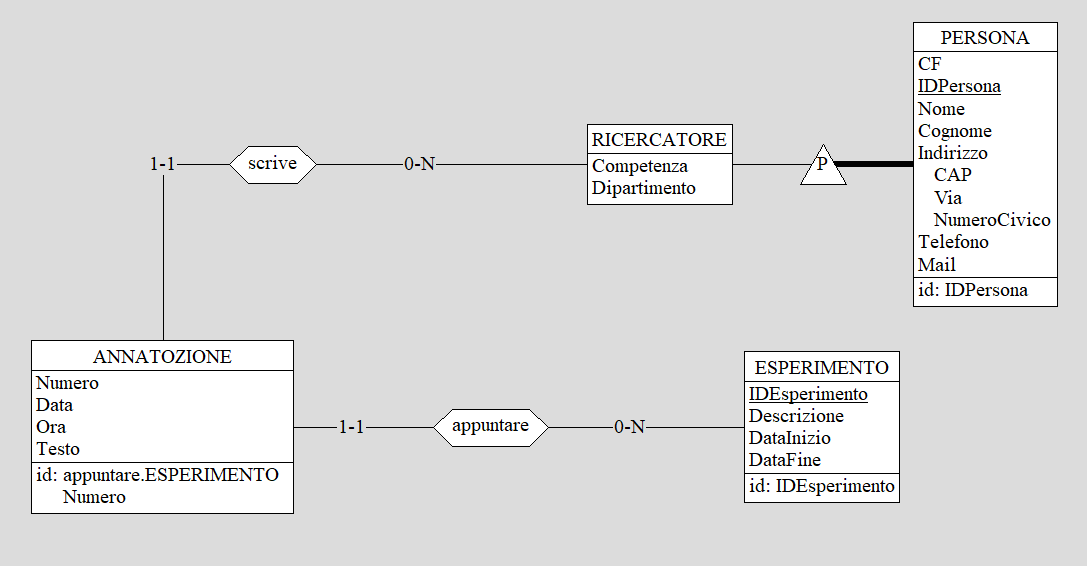 PERSONA
CF
IDPersona
Nome
Cognome
Indirizzo
CAP
Via
NumeroCivico
Telefono
Mail
id: IDPersona
P
RICERCATORE
Competenza
Dipartimento
0-N
scrive
1-1
ANNATOZIONE
Numero
Data
Ora
Testo
id: appuntare.ESPERIMENTO
Numero
1-1
appuntare
0-N
ESPERIMENTO
IDEsperimento
Descrizione
DataInizio
DataFine
id: IDEsperimento